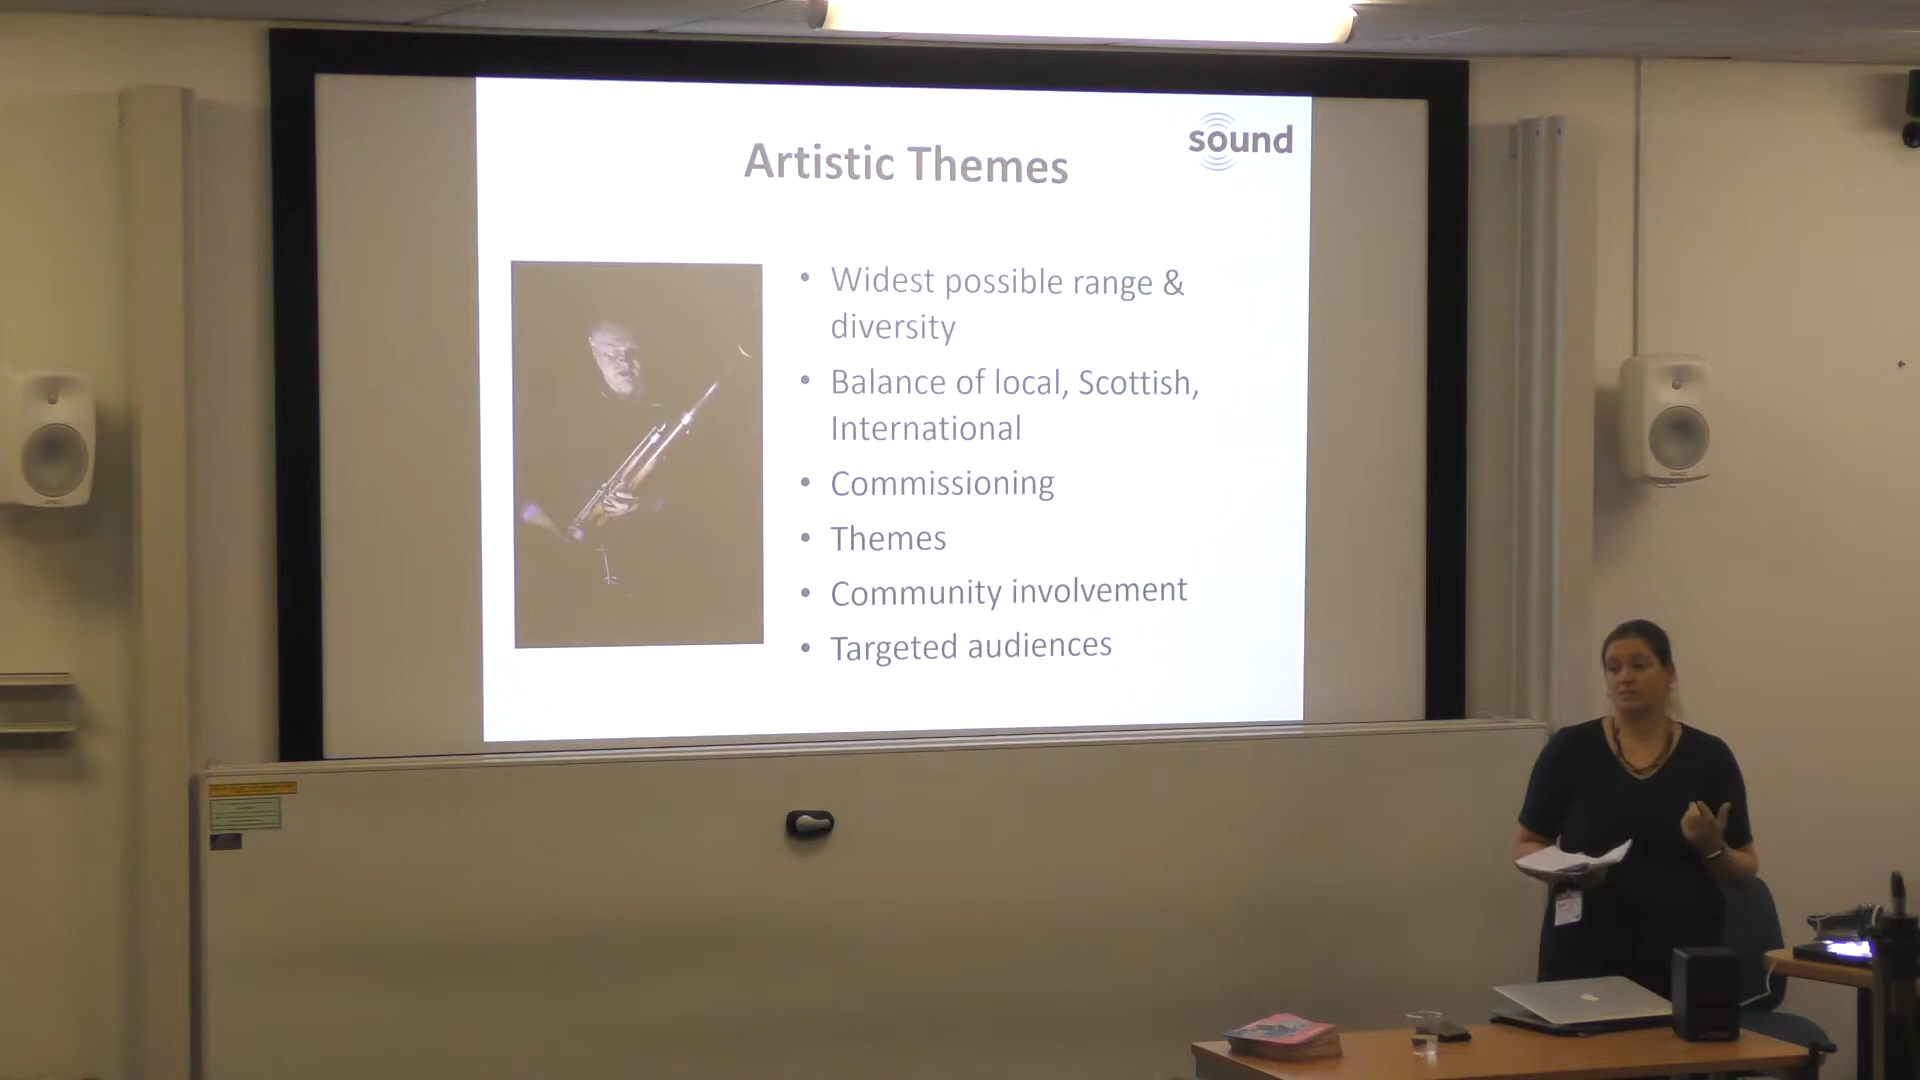 sound
Artistic Themes
• Widest possible range &
diversity
• Balance of local, Scottish,
International
• Commissioning
• Themes
• Community involvement
• Targeted audiences